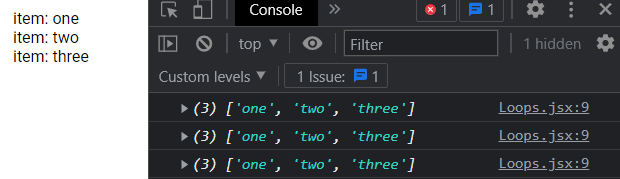 item: one
item: two
item: three
Console » 1 1
top ▼ Filter 1 hidden
Custom levels ▼ 1 Issue: 1
▶ (3) ['one', 'two', 'three'] Loops.jsx:9
▶ (3) ['one', 'two', 'three'] Loops.jsx:9
▶ (3) ['one', 'two', 'three'] Loops.jsx:9